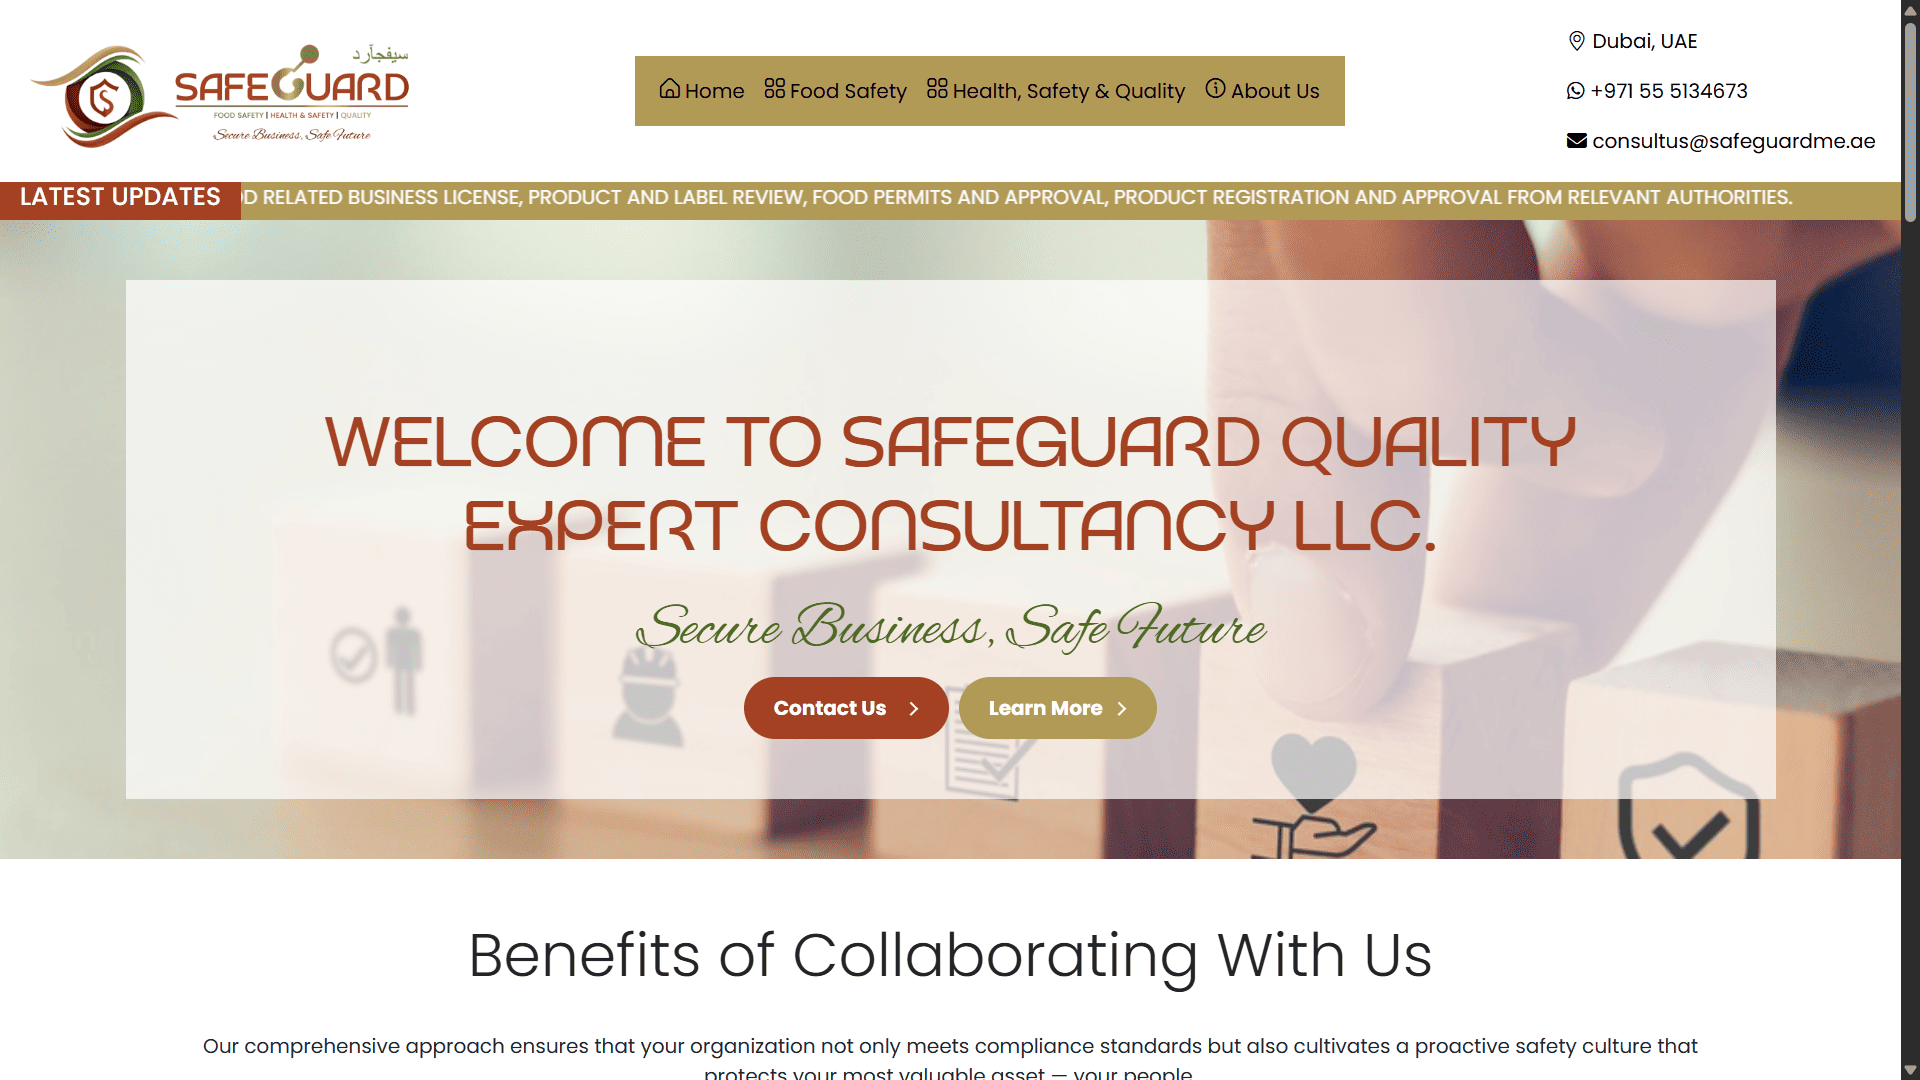 سيفجآرد
SAFEGUARD
FOOD SAFETY | HEALTH & SAFETY | QUALITY
Secure Business, Safe Future
Home Food Safety Health, Safety & Quality About Us
Dubai, UAE
+971 55 5134673
consultus@safeguardme.ae
LATEST UPDATES
D RELATED BUSINESS LICENSE, PRODUCT AND LABEL REVIEW, FOOD PERMITS AND APPROVAL, PRODUCT REGISTRATION AND APPROVAL FROM RELEVANT AUTHORITIES.
WELCOME TO SAFEGUARD QUALITY
EXPERT CONSULTANCY LLC.
Secure Business, Safe Future
Contact Us
Learn More
Benefits of Collaborating With Us
Our comprehensive approach ensures that your organization not only meets compliance standards but also cultivates a proactive safety culture that
protects your most valuable asset — your people.